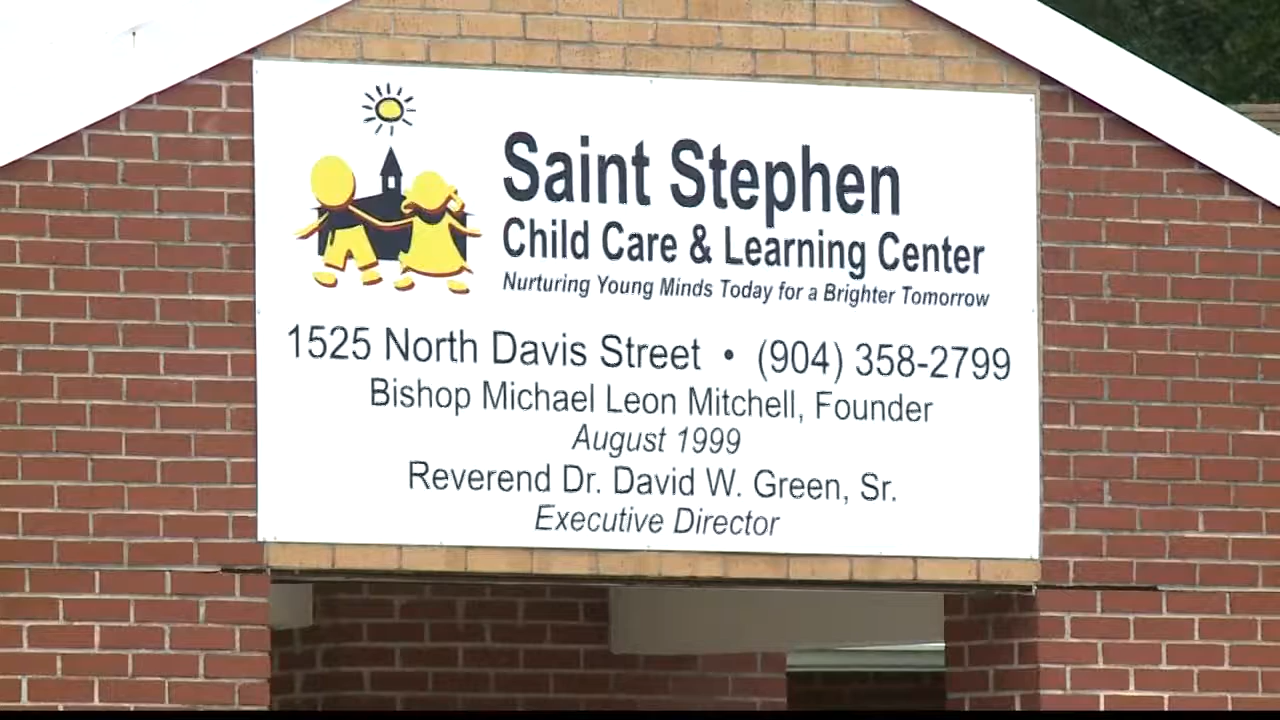 Saint Stephen
Child Care & Learning Center
Nurturing Young Minds Today for a Brighter Tomorrow
1525 North Davis Street • (904) 358-2799
Bishop Michael Leon Mitchell, Founder
August 1999
Reverend Dr. David W. Green, Sr.
Executive Director